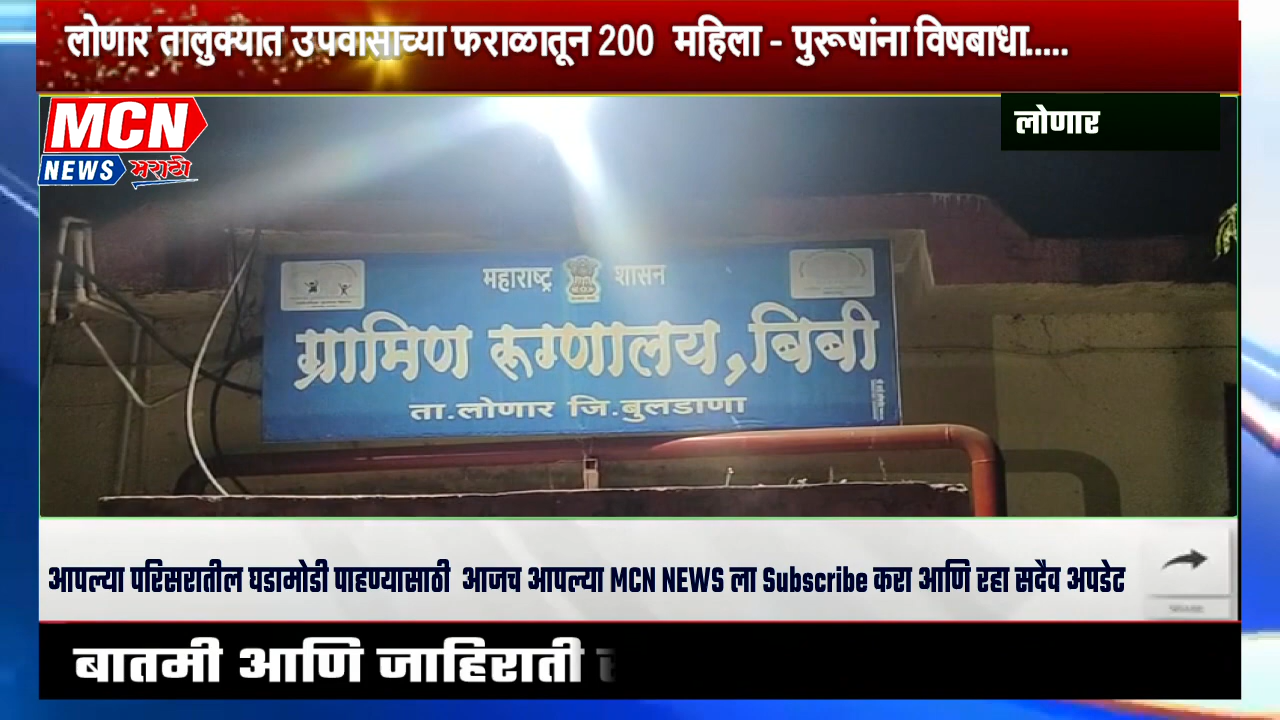 लोणार तालुक्यात उपवासाच्या फराळातून 200 महिला - पुरूषांना विषबाधा.....
MCN
NEWS मराठी
लोणार
महाराष्ट्र शासन
ग्रामिण रूग्णालय, बिबी
ता.लोणार जि.बुलडाणा
आपल्या परिसरातील घडामोडी पाहण्यासाठी आजच आपल्या MCN NEWS ला Subscribe करा आणि रहा सदैव अपडेट
बातमी आणि जाहिराती